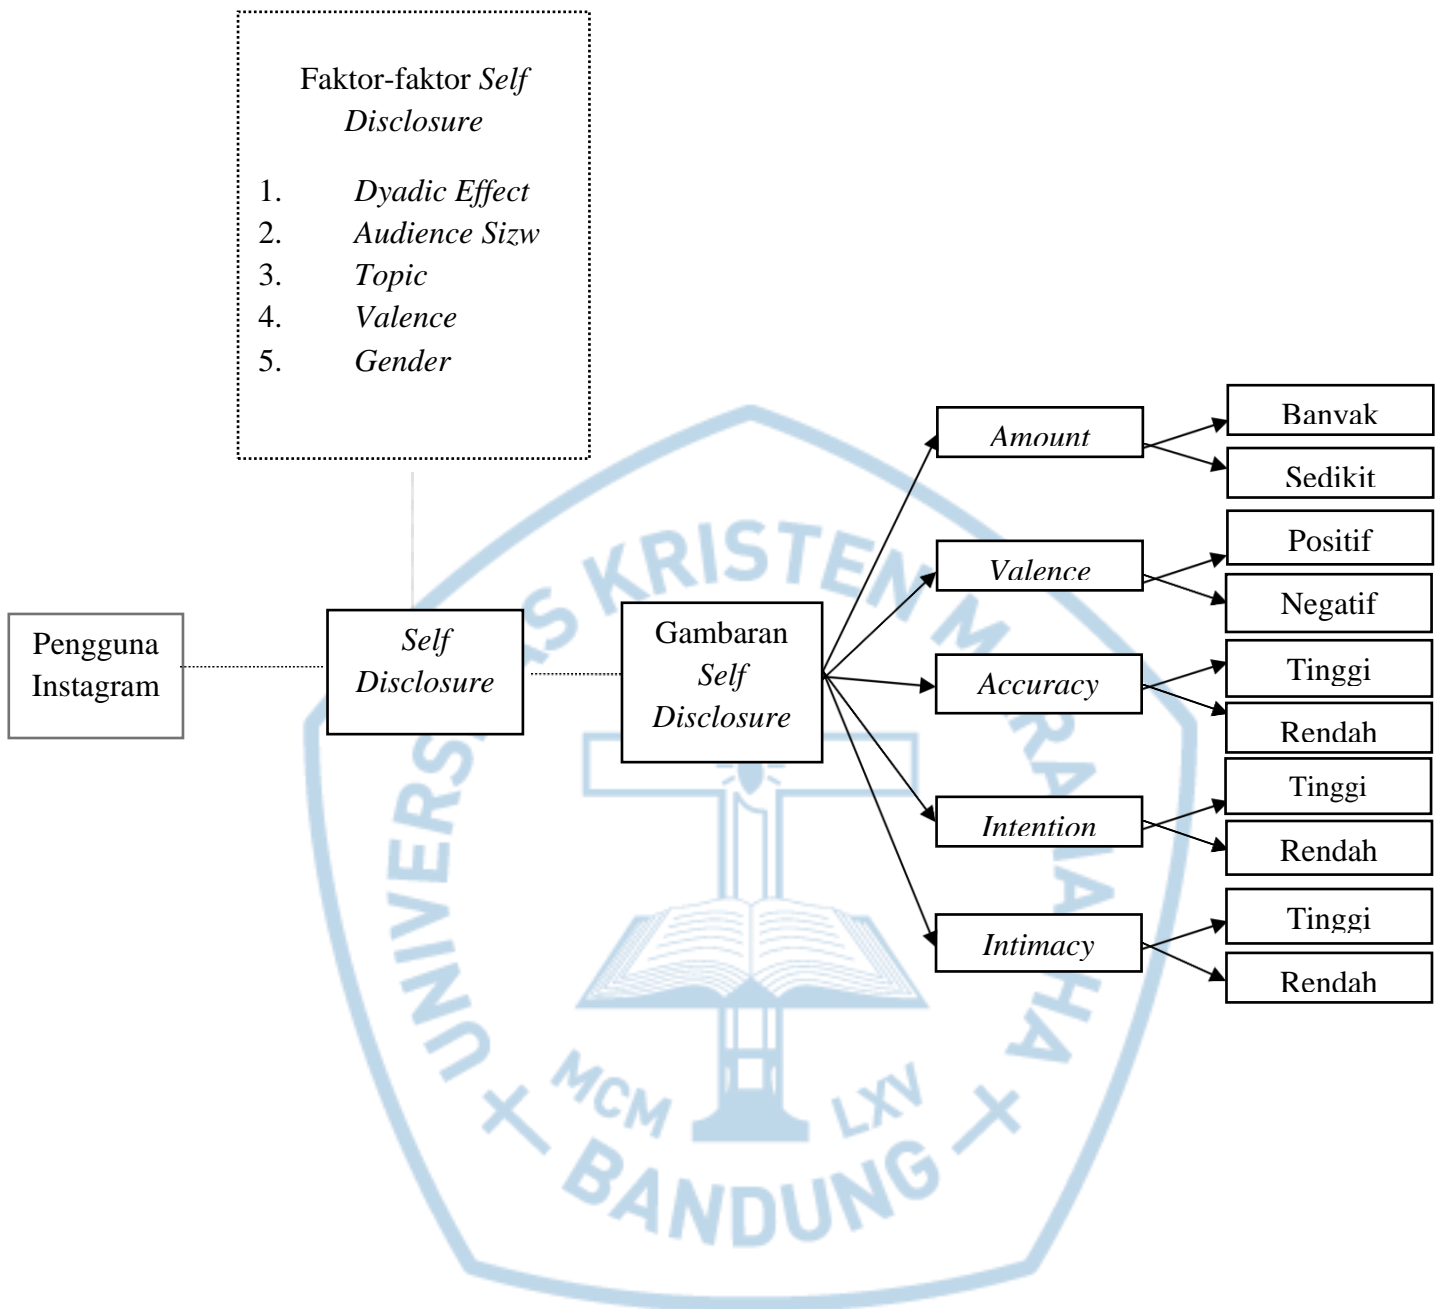 Faktor-faktor Self
Disclosure
1. Dyadic Effect
2. Audience Sizw
3. Topic
4. Valence
5. Gender
Pengguna
Instagram
Self
Disclosure
Gambaran
Self
Disclosure
Amount
Banyak
Sedikit
Valence
Positif
Negatif
Accuracy
Tinggi
Rendah
Intention
Tinggi
Rendah
Intimacy
Tinggi
Rendah
UNIVERSITAS KRISTEN MARANATHA
MCM LXV
BANDUNG